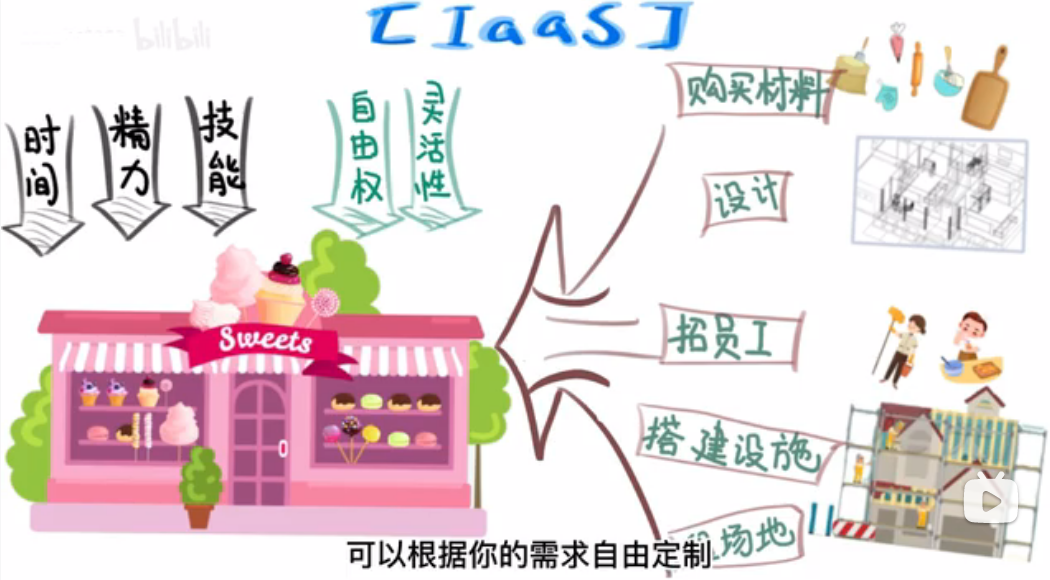 bilibili
[IaaS]
时间
精力
技能
自由权
灵活性
购买材料
设计
招员工
搭建设施
场地
Sweets
可以根据你的需求自由定制